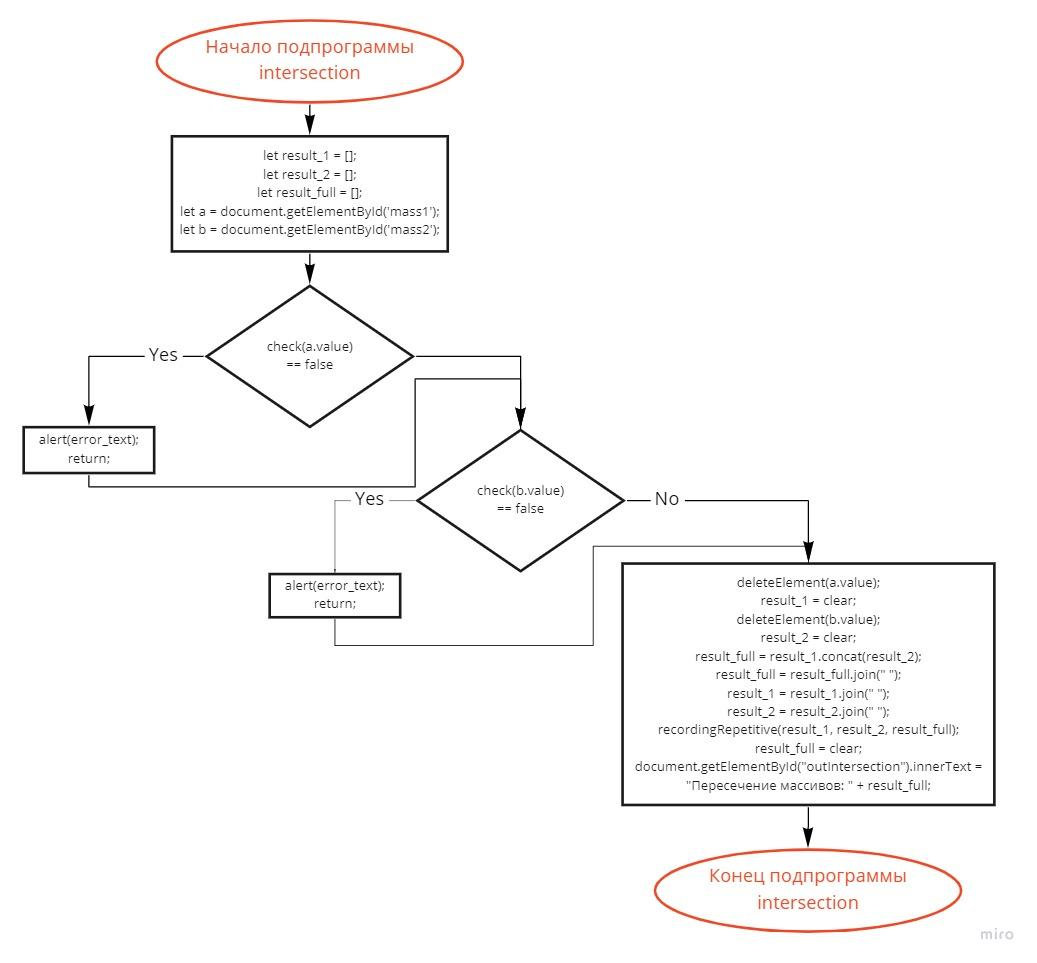 Начало подпрограммы
intersection
let result_1 = [];
let result_2 = [];
let result_full = [];
let a = document.getElementById('mass1');
let b = document.getElementById('mass2');
check(a.value)
== false
Yes
alert(error_text);
return;
check(b.value)
== false
Yes
No
alert(error_text);
return;
deleteElement(a.value);
result_1 = clear;
deleteElement(b.value);
result_2 = clear;
result_full = result_1.concat(result_2);
result_full = result_full.join(" ");
result_1 = result_1.join(" ");
result_2 = result_2.join(" ");
recordingRepetitive(result_1, result_2, result_full);
result_full = clear;
document.getElementById("outIntersection").innerText =
"Пересечение массивов: " + result_full;
Конец подпрограммы
intersection
miro